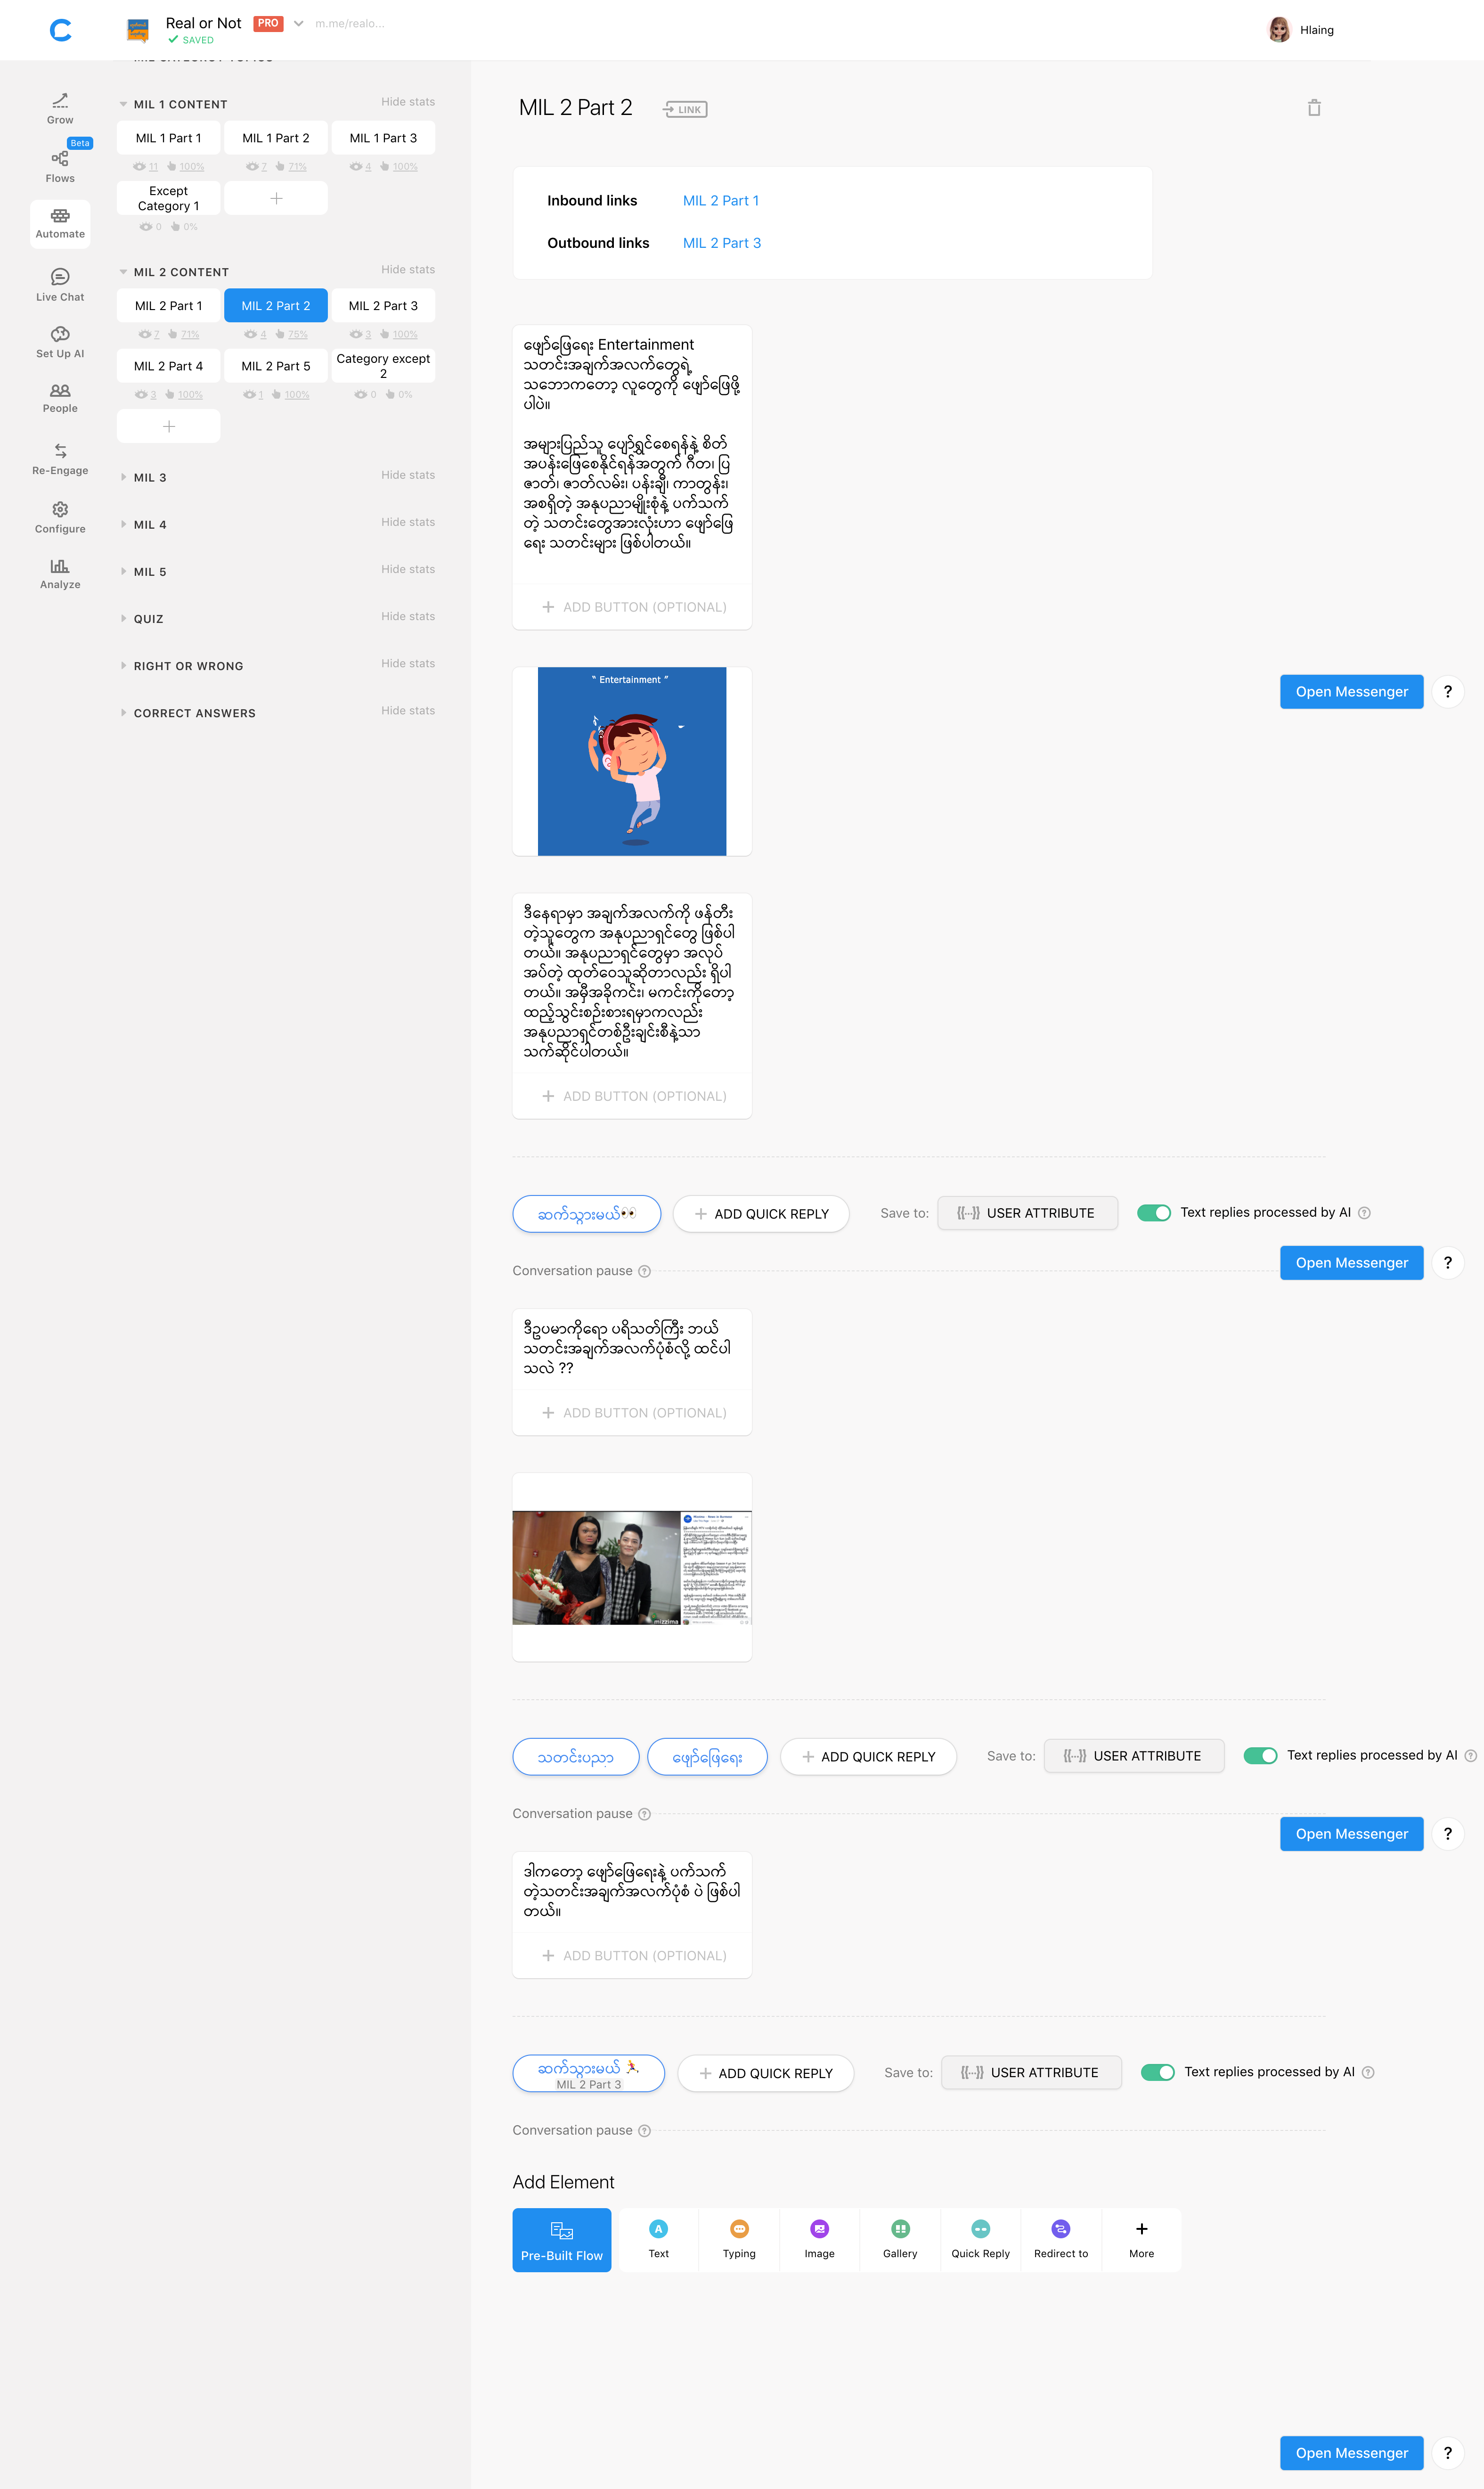 Real or Not PRO m.me/realo...
SAVED
Hlaing
Grow
Beta
Flows
Automate
Live Chat
Set Up AI
People
Re-Engage
Configure
Analyze
MIL 1 CONTENT Hide stats
MIL 1 Part 1 MIL 1 Part 2 MIL 1 Part 3
11 100% 7 71% 4 100%
Except
Category 1
0 0%
MIL 2 CONTENT Hide stats
MIL 2 Part 1 MIL 2 Part 2 MIL 2 Part 3
7 71% 4 75% 3 100%
MIL 2 Part 4 MIL 2 Part 5 Category except
2
3 100% 1 100% 0 0%
MIL 3 Hide stats
MIL 4 Hide stats
MIL 5 Hide stats
QUIZ Hide stats
RIGHT OR WRONG Hide stats
CORRECT ANSWERS Hide stats
MIL 2 Part 2 LINK
Inbound links MIL 2 Part 1
Outbound links MIL 2 Part 3
ဖျော်ဖြေရေး Entertainment
သတင်းအချက်အလက်တွေရဲ့
သဘောကတော့ လူတွေကို ဖျော်ဖြေဖို့
ပါပဲ။
အများပြည်သူ ပျော်ရွှင်စေရန်နဲ့ စိတ်
အပန်းဖြေစေနိုင်ရန်အတွက် ဂီတ၊ ပြ
ဇာတ်၊ ဇာတ်လမ်း၊ ပန်းချီ၊ ကာတွန်း၊
အစရှိတဲ့ အနုပညာမျိုးစုံနဲ့ ပက်သက်
တဲ့ သတင်းတွေအားလုံးဟာ ဖျော်ဖြေ
ရေး သတင်းများ ဖြစ်ပါတယ်။
ADD BUTTON (OPTIONAL)
“ Entertainment ”
Open Messenger ?
ဒီနေရာမှာ အချက်အလက်ကို ဖန်တီး
တဲ့သူတွေက အနုပညာရှင်တွေ ဖြစ်ပါ
တယ်။ အနုပညာရှင်တွေမှာ အလုပ်
အပ်တဲ့ ထုတ်ဝေသူဆိုတာလည်း ရှိပါ
တယ်။ အမှီအခိုကင်း၊ မကင်းကိုတော့
ထည့်သွင်းစဉ်းစားရမှာကလည်း
အနုပညာရှင်တစ်ဦးချင်းစီနဲ့သာ
သက်ဆိုင်ပါတယ်။
ADD BUTTON (OPTIONAL)
ဆက်သွားမယ်👀 ADD QUICK REPLY Save to: {{...}} USER ATTRIBUTE Text replies processed by AI ?
Conversation pause ?
Open Messenger ?
ဒီဥပမာကိုရော ပရိသတ်ကြီး ဘယ်
သတင်းအချက်အလက်ပုံစံလို့ ထင်ပါ
သလဲ ??
ADD BUTTON (OPTIONAL)
mizzima
သတင်းပညာ ဖျော်ဖြေရေး ADD QUICK REPLY Save to: {{...}} USER ATTRIBUTE Text replies processed by AI ?
Conversation pause ?
Open Messenger ?
ဒါကတော့ ဖျော်ဖြေရေးနဲ့ ပက်သက်
တဲ့သတင်းအချက်အလက်ပုံစံ ပဲ ဖြစ်ပါ
တယ်။
ADD BUTTON (OPTIONAL)
ဆက်သွားမယ် 🏃 ADD QUICK REPLY Save to: {{...}} USER ATTRIBUTE Text replies processed by AI ?
MIL 2 Part 3
Conversation pause ?
Add Element
Pre-Built Flow Text Typing Image Gallery Quick Reply Redirect to More
Open Messenger ?